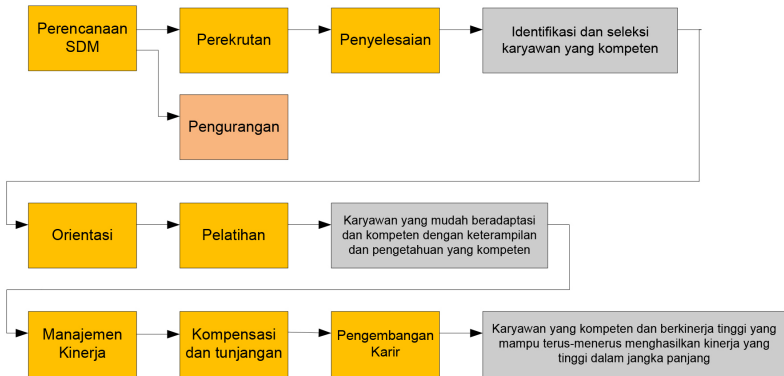 Perencanaan
SDM
Perekrutan
Penyelesaian
Identifikasi dan seleksi
karyawan yang kompeten
Pengurangan
Orientasi
Pelatihan
Karyawan yang mudah beradaptasi
dan kompeten dengan keterampilan
dan pengetahuan yang kompeten
Manajemen
Kinerja
Kompensasi
dan tunjangan
Pengembangan
Karir
Karyawan yang kompeten dan berkinerja tinggi yang
mampu terus-menerus menghasilkan kinerja yang
tinggi dalam jangka panjang